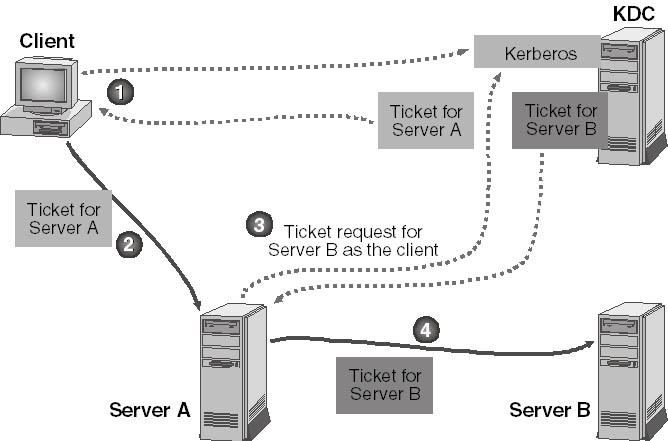 KDC
Client
Kerberos
1
Ticket for
Server A
Ticket for
Server B
Ticket for
Server A
2
3
Ticket request for
Server B as the client
4
Ticket for
Server B
Server A
Server B